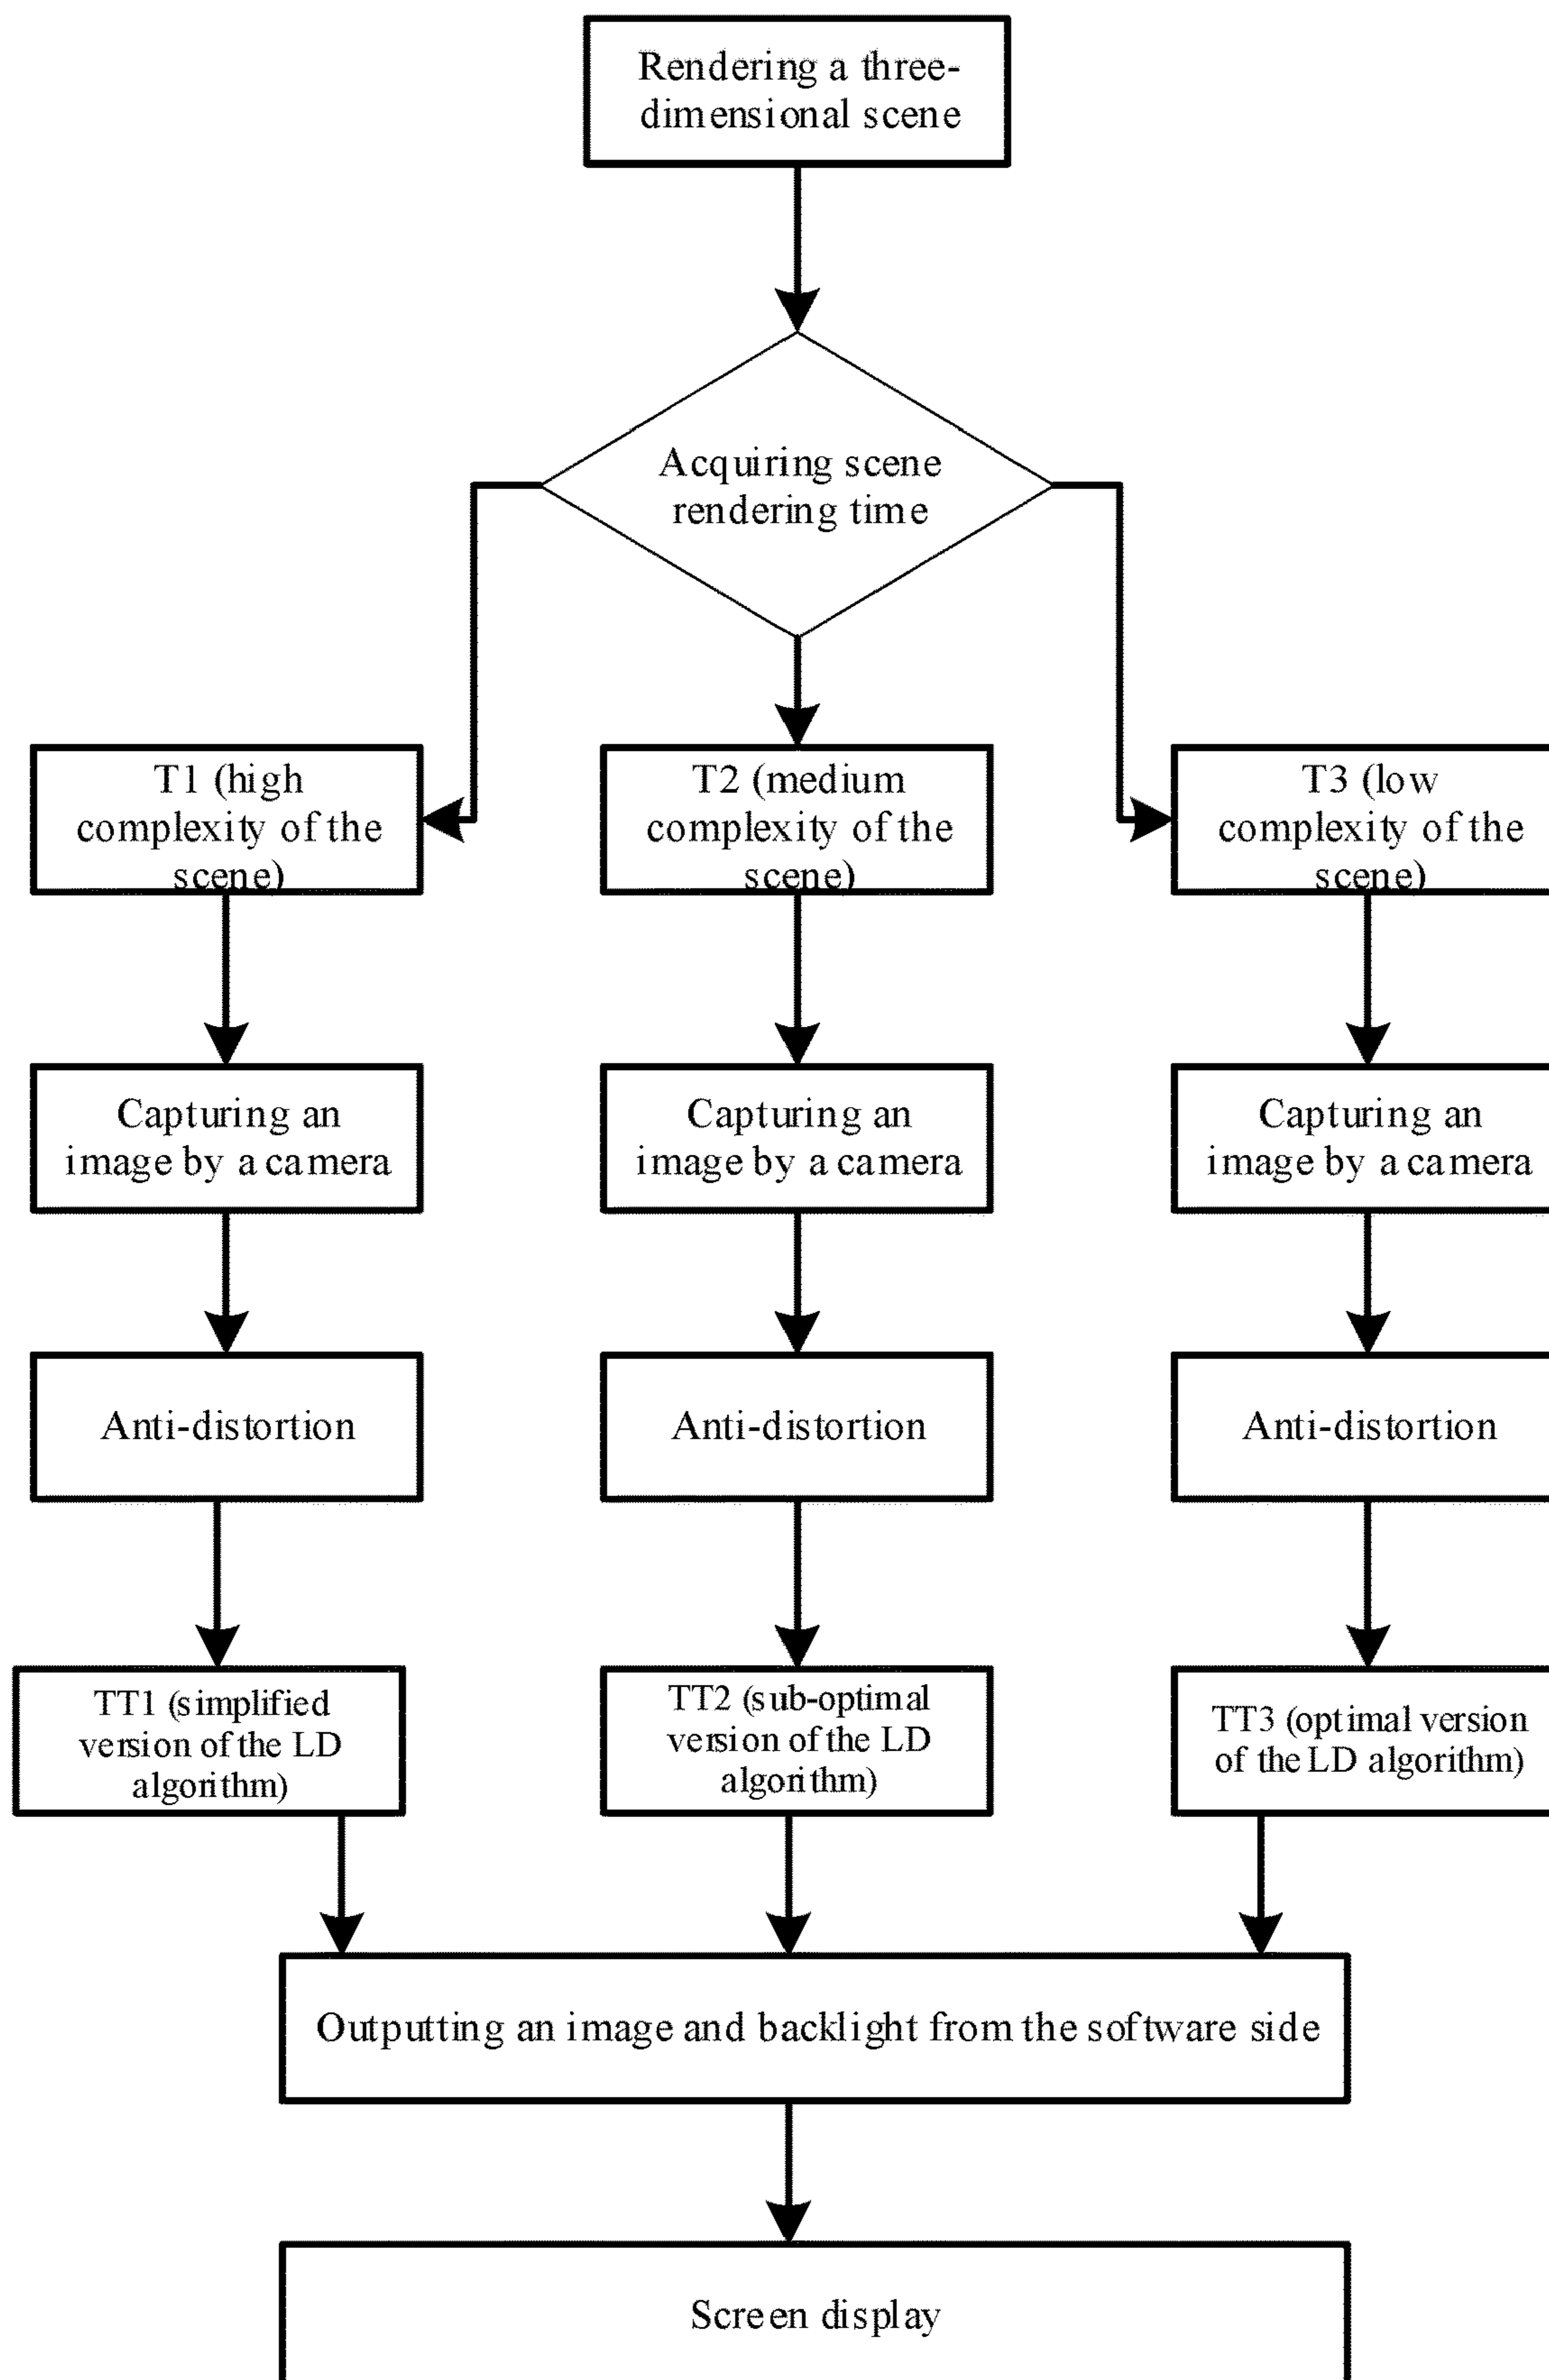 Rendering a three-
dimensional scene
Acquiring scene
rendering time
T1 (high
complexity of the
scene)
T2 (medium
complexity of the
scene)
T3 (low
complexity of the
scene)
Capturing an
image by a camera
Capturing an
image by a camera
Capturing an
image by a camera
Anti-distortion
Anti-distortion
Anti-distortion
TT1 (simplified
version of the LD
algorithm)
TT2 (sub-optimal
version of the LD
algorithm)
TT3 (optimal version
of the LD algorithm)
Outputting an image and backlight from the software side
Screen display